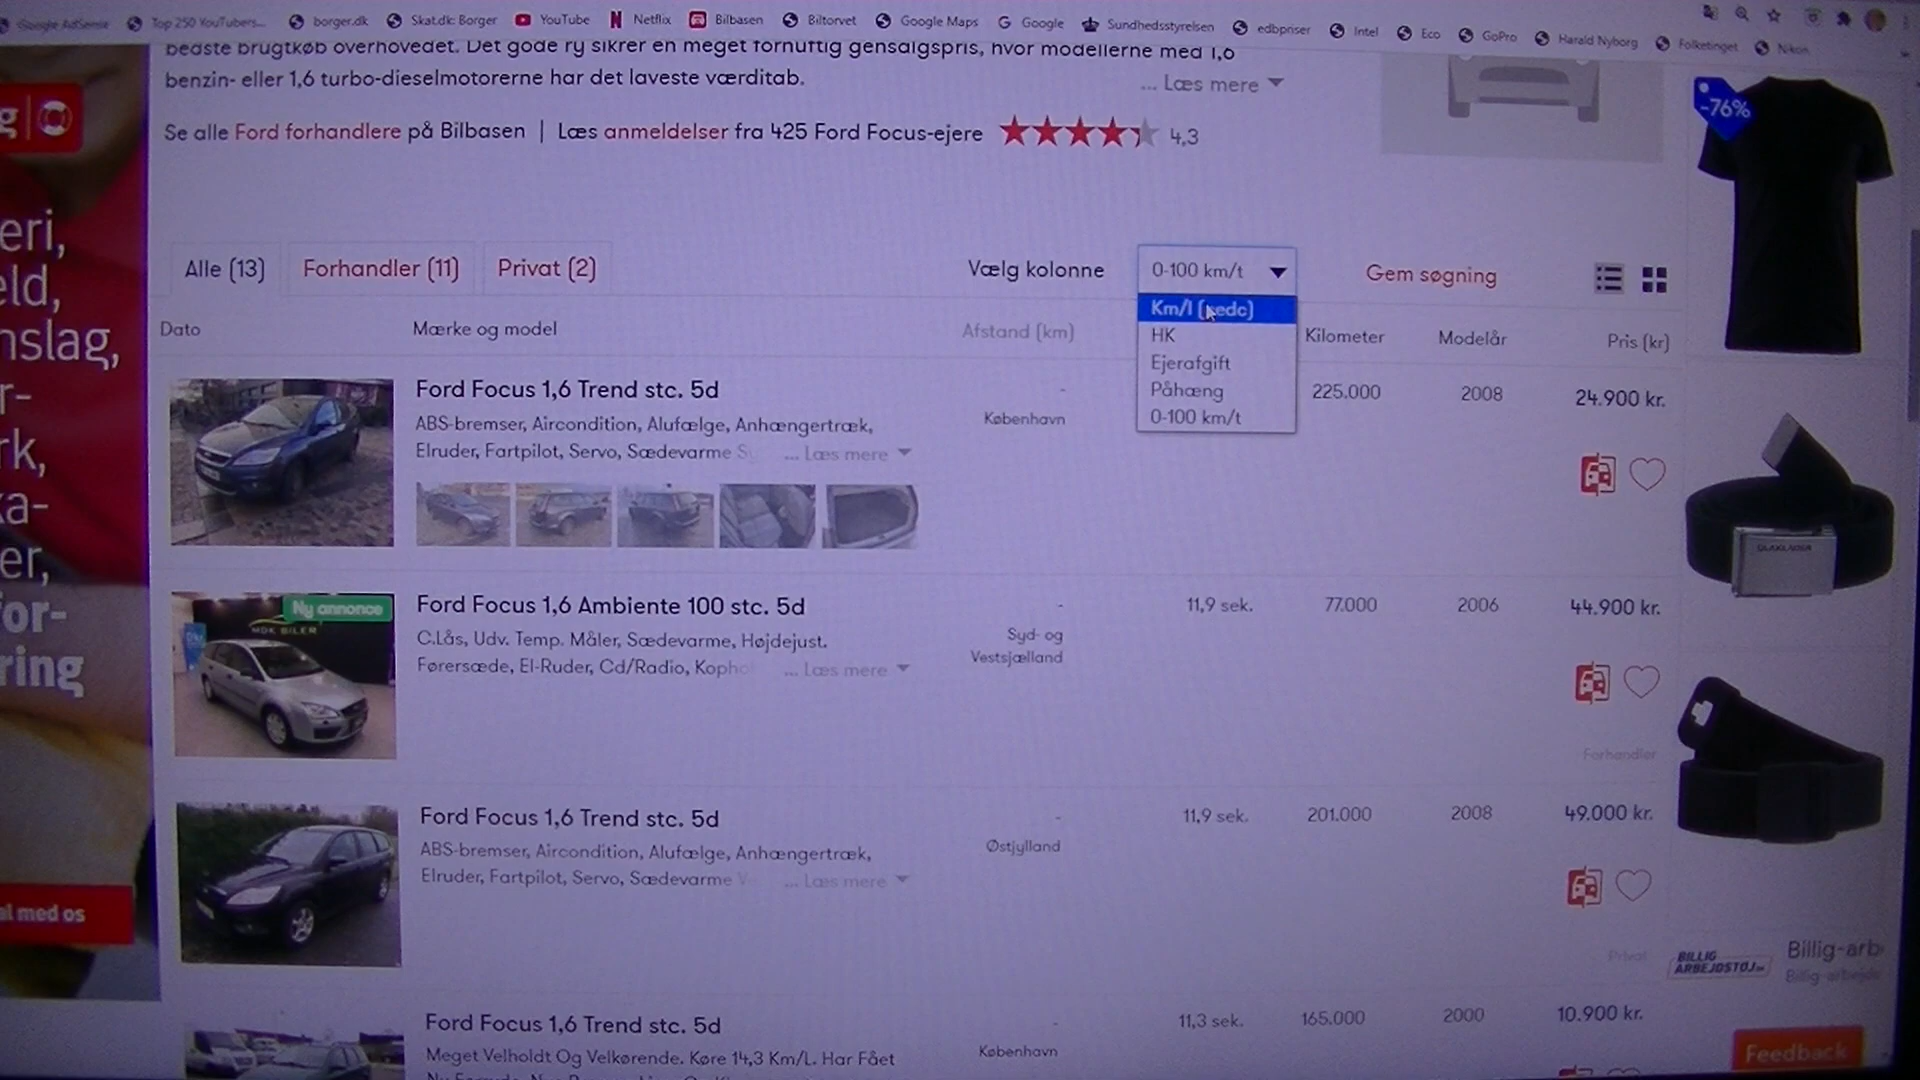 Google AdSense Top 250 YouTubers... borger.dk Skat.dk: Borger YouTube Netflix Bilbasen Biltorvet Google Maps Google Sundhedsstyrelsen edbpriser Intel Eco GoPro Harald Nyborg Folketinget Nikon
bedste brugtkøb overhovedet. Det gode ry sikrer en meget fornuftig gensalgspris, hvor modellerne med 1,6
benzin- eller 1,6 turbo-dieselmotorerne har det laveste værditab.
... Læs mere
Se alle Ford forhandlere på Bilbasen | Læs anmeldelser fra 425 Ford Focus-ejere 4,3
-76%
g
eri,
eld,
nslag,
r-
rk,
ka-
er,
for-
ring
al med os
Alle (13) Forhandler (11) Privat (2) Vælg kolonne 0-100 km/t Gem søgning
Km/l (nedc)
HK
Ejerafgift
Påhæng
0-100 km/t
Dato Mærke og model Afstand (km) Kilometer Modelår Pris (kr)
Ford Focus 1,6 Trend stc. 5d - 225.000 2008 24.900 kr.
ABS-bremser, Aircondition, Alufælge, Anhængertræk,
Elruder, Fartpilot, Servo, Sædevarme ... Læs mere
København
Ny annonce
MDK BILER
Ford Focus 1,6 Ambiente 100 stc. 5d - 11,9 sek. 77.000 2006 44.900 kr.
C.Lås, Udv. Temp. Måler, Sædevarme, Højdejust.
Førersæde, El-Ruder, Cd/Radio, Kopho ... Læs mere
Syd- og
Vestsjælland
Forhandler
Ford Focus 1,6 Trend stc. 5d - 11,9 sek. 201.000 2008 49.000 kr.
ABS-bremser, Aircondition, Alufælge, Anhængertræk,
Elruder, Fartpilot, Servo, Sædevarme ... Læs mere
Østjylland
Privat
Ford Focus 1,6 Trend stc. 5d - 11,3 sek. 165.000 2000 10.900 kr.
Meget Velholdt Og Velkørende. Køre 14,3 Km/L. Har Fået
København
BILLIG
ARBEJDSTØJ
Billig-arb
Billig-arbejds
Feedback